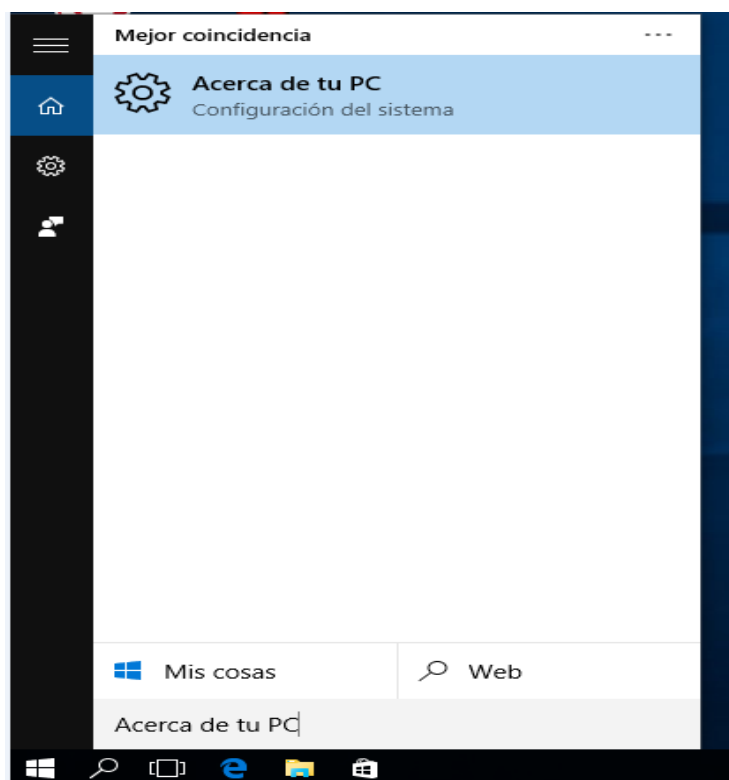 Mejor coincidencia
Acerca de tu PC
Configuración del sistema
Mis cosas
Web
Acerca de tu PC